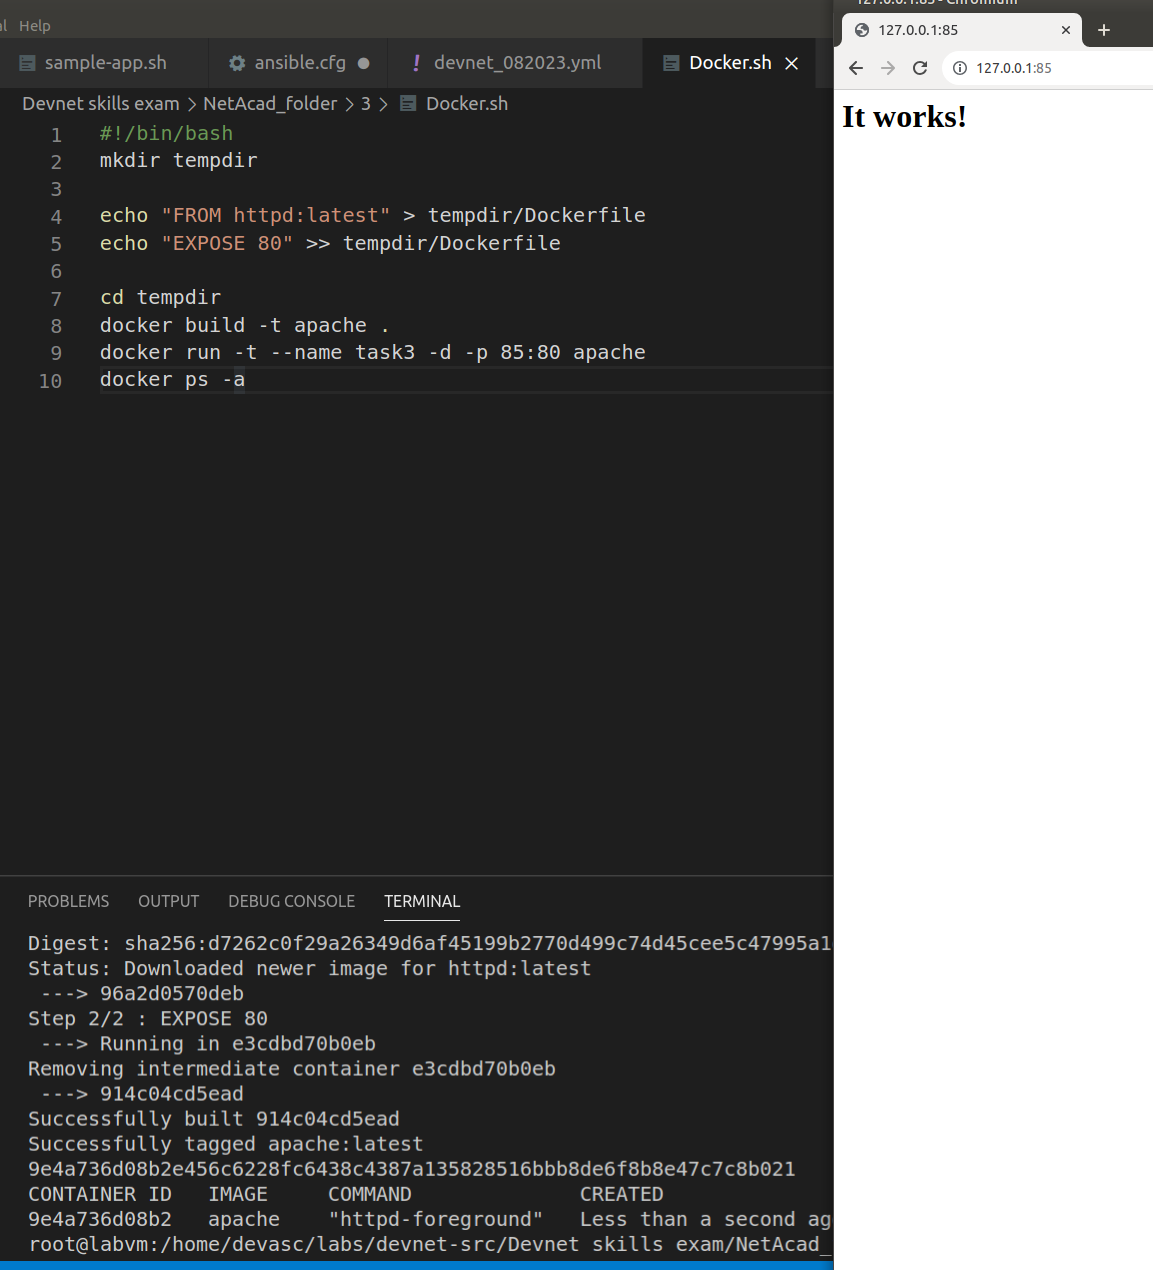 Help
sample-app.sh
ansible.cfg
devnet_082023.yml
Docker.sh
Devnet skills exam > NetAcad_folder > 3 > Docker.sh
1 #!/bin/bash
2 mkdir tempdir
3
4 echo "FROM httpd:latest" > tempdir/Dockerfile
5 echo "EXPOSE 80" >> tempdir/Dockerfile
6
7 cd tempdir
8 docker build -t apache .
9 docker run -t --name task3 -d -p 85:80 apache
10 docker ps -a
PROBLEMS OUTPUT DEBUG CONSOLE TERMINAL
Digest: sha256:d7262c0f29a26349d6af45199b2770d499c74d45cee5c47995a1
Status: Downloaded newer image for httpd:latest
---> 96a2d0570deb
Step 2/2 : EXPOSE 80
---> Running in e3cdbd70b0eb
Removing intermediate container e3cdbd70b0eb
---> 914c04cd5ead
Successfully built 914c04cd5ead
Successfully tagged apache:latest
9e4a736d08b2e456c6228fc6438c4387a135828516bbb8de6f8b8e47c7c8b021
CONTAINER ID IMAGE COMMAND CREATED
9e4a736d08b2 apache "httpd-foreground" Less than a second ag
root@labvm:/home/devasc/labs/devnet-src/Devnet skills exam/NetAcad_
127.0.0.1:85 - Chromium
127.0.0.1:85
127.0.0.1:85
It works!